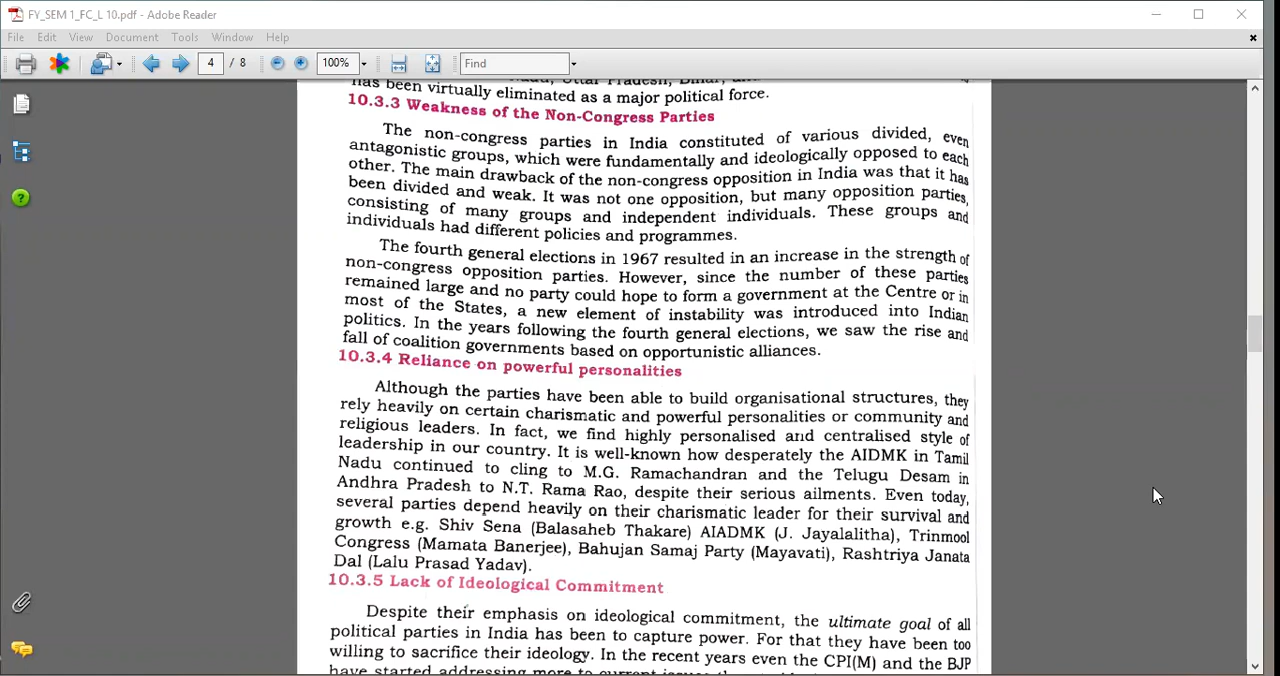 FY_SEM 1_FC_L 10.pdf - Adobe Reader
File Edit View Document Tools Window Help
4 / 8 100% Find
Uttar Pradesh, Bihar, and
has been virtually eliminated as a major political force.
10.3.3 Weakness of the Non-Congress Parties
The non-congress parties in India constituted of various divided, even
antagonistic groups, which were fundamentally and ideologically opposed to each
other. The main drawback of the non-congress opposition in India was that it has
been divided and weak. It was not one opposition, but many opposition parties,
consisting of many groups and independent individuals. These groups and
individuals had different policies and programmes.
The fourth general elections in 1967 resulted in an increase in the strength of
non-congress opposition parties. However, since the number of these parties
remained large and no party could hope to form a government at the Centre or in
most of the States, a new element of instability was introduced into Indian
politics. In the years following the fourth general elections, we saw the rise and
fall of coalition governments based on opportunistic alliances.
10.3.4 Reliance on powerful personalities
Although the parties have been able to build organisational structures, they
rely heavily on certain charismatic and powerful personalities or community and
religious leaders. In fact, we find highly personalised and centralised style of
leadership in our country. It is well-known how desperately the AIDMK in Tamil
Nadu continued to cling to M.G. Ramachandran and the Telugu Desam in
Andhra Pradesh to N.T. Rama Rao, despite their serious ailments. Even today,
several parties depend heavily on their charismatic leader for their survival and
growth e.g. Shiv Sena (Balasaheb Thakare) AIADMK (J. Jayalalitha), Trinmool
Congress (Mamata Banerjee), Bahujan Samaj Party (Mayavati), Rashtriya Janata
Dal (Lalu Prasad Yadav).
10.3.5 Lack of Ideological Commitment
Despite their emphasis on ideological commitment, the ultimate goal of all
political parties in India has been to capture power. For that they have been too
willing to sacrifice their ideology. In the recent years even the CPI(M) and the BJP
have started addressing more to current issues